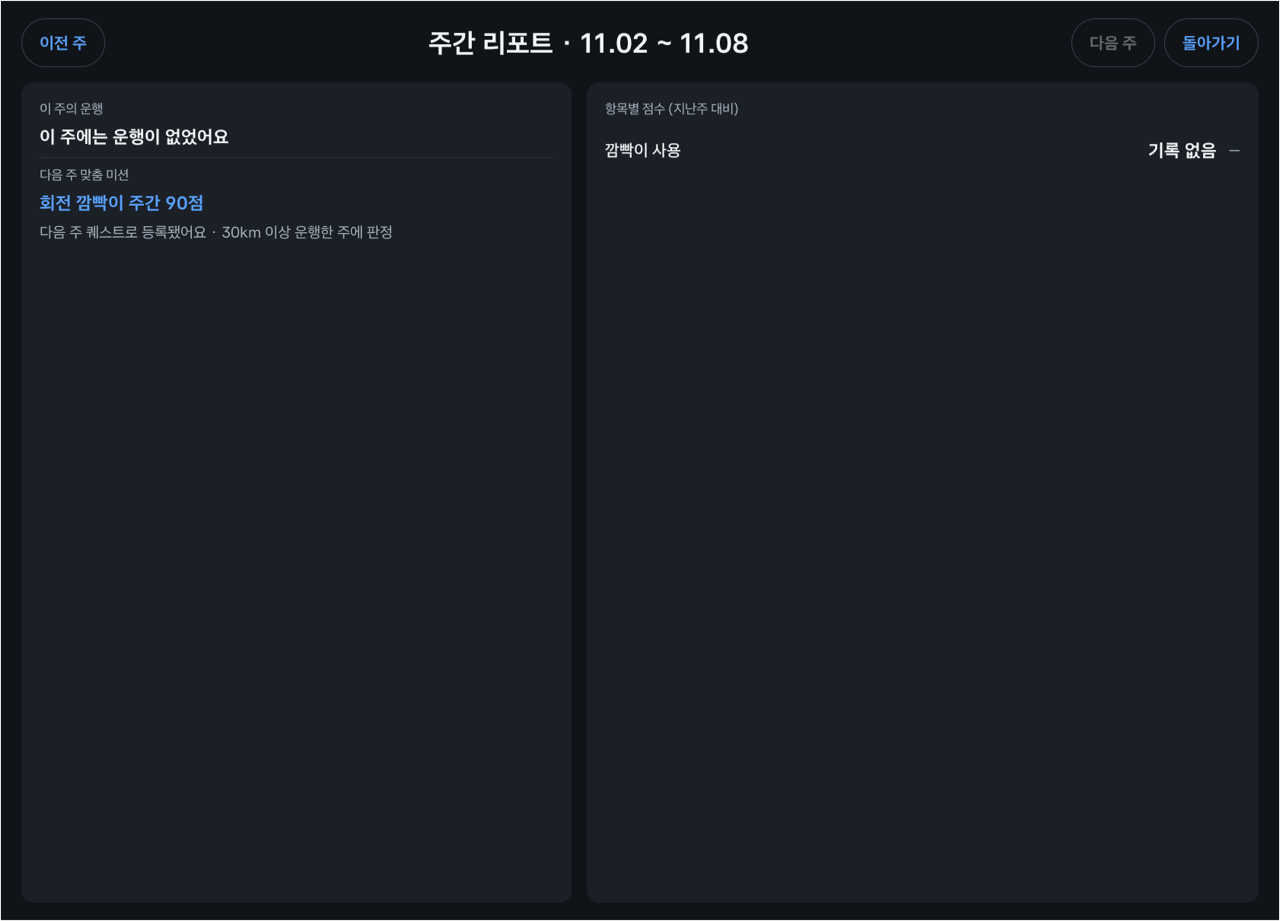 이전 주
주간 리포트 · 11.02 ~ 11.08
다음 주
돌아가기
이 주의 운행
이 주에는 운행이 없었어요
다음 주 맞춤 미션
회전 깜빡이 주간 90점
다음 주 퀘스트로 등록됐어요 · 30km 이상 운행한 주에 판정
항목별 점수 (지난주 대비)
깜빡이 사용
기록 없음 —